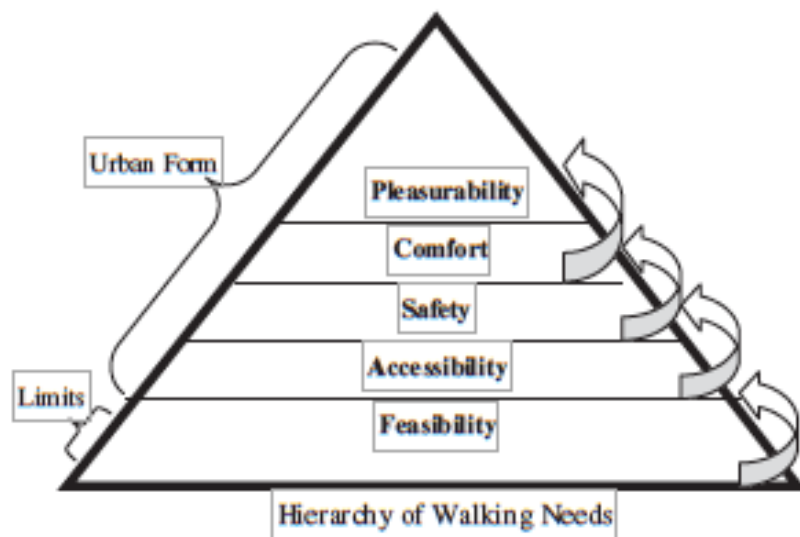 Urban Form
Pleasurability
Comfort
Safety
Accessibility
Limits
Feasibility
Hierarchy of Walking Needs